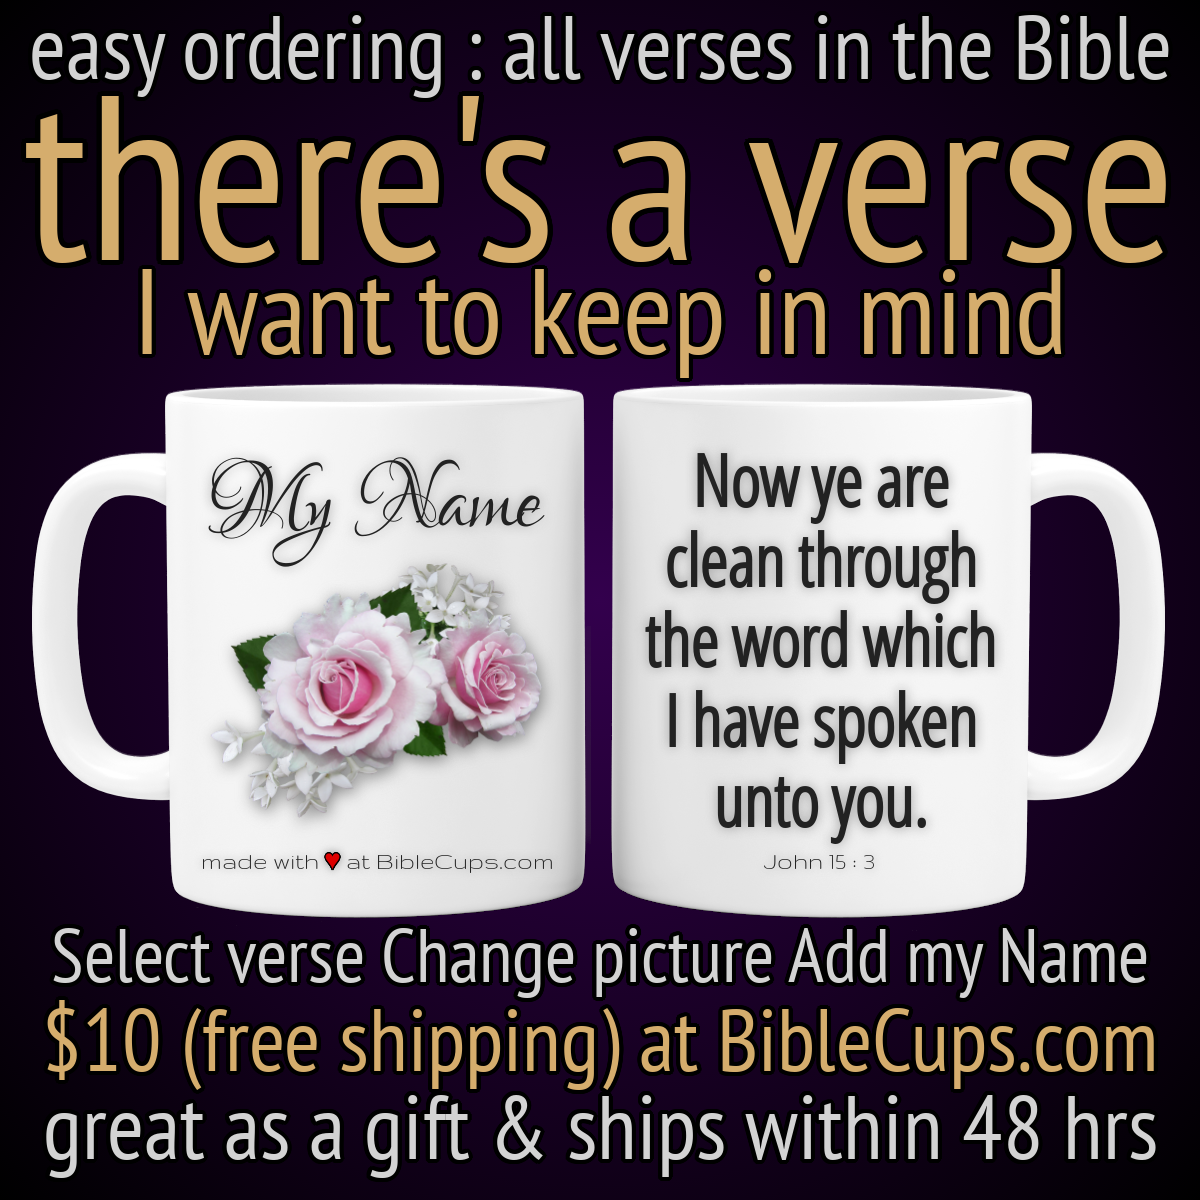 easy ordering : all verses in the Bible
there's a verse
I want to keep in mind
My Name
made with ♥ at BibleCups.com
Now ye are
clean through
the word which
I have spoken
unto you.
John 15 : 3
Select verse Change picture Add my Name
$10 (free shipping) at BibleCups.com
great as a gift & ships within 48 hrs